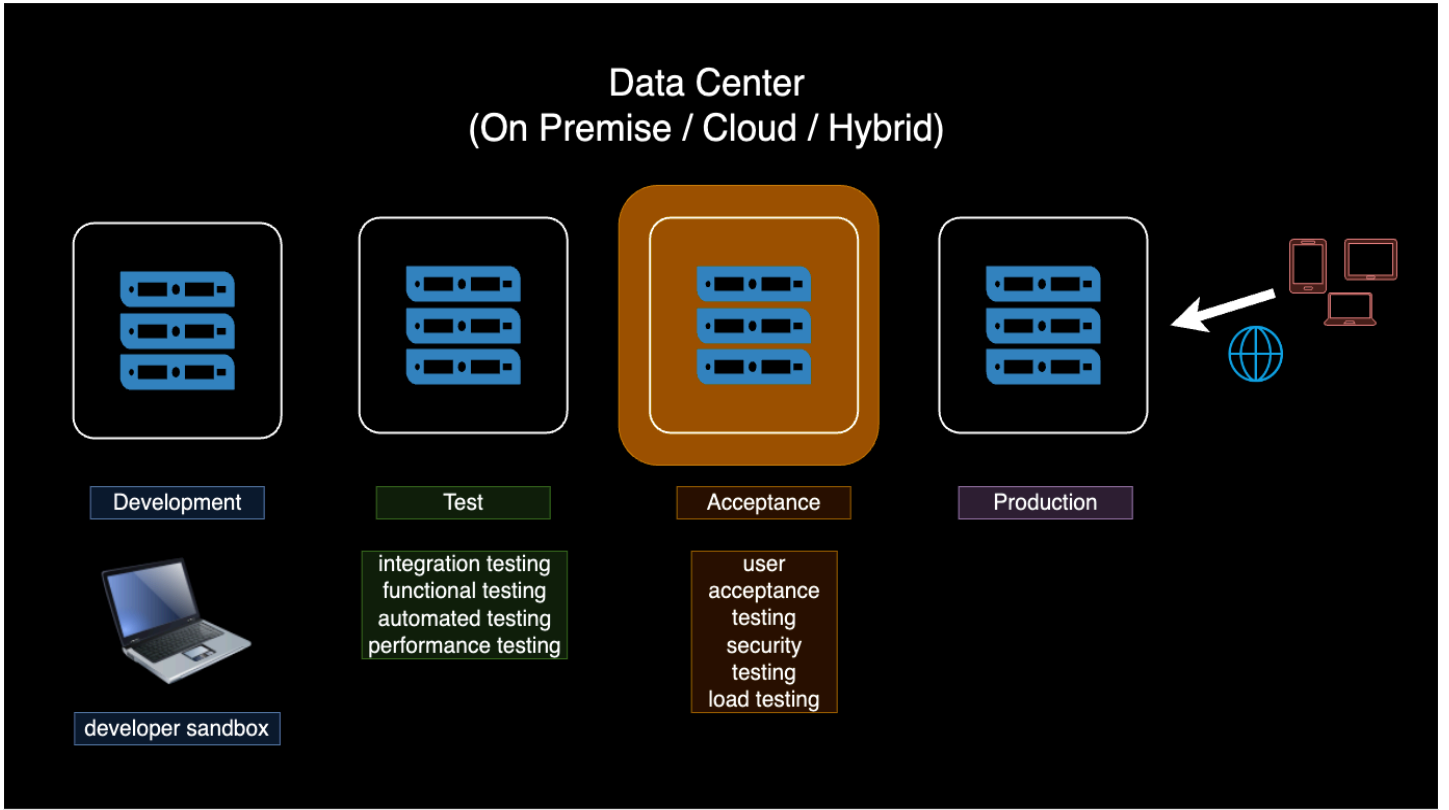 Data Center
(On Premise / Cloud / Hybrid)
Development
Test
Acceptance
Production
integration testing
functional testing
automated testing
performance testing
user
acceptance
testing
security
testing
load testing
developer sandbox